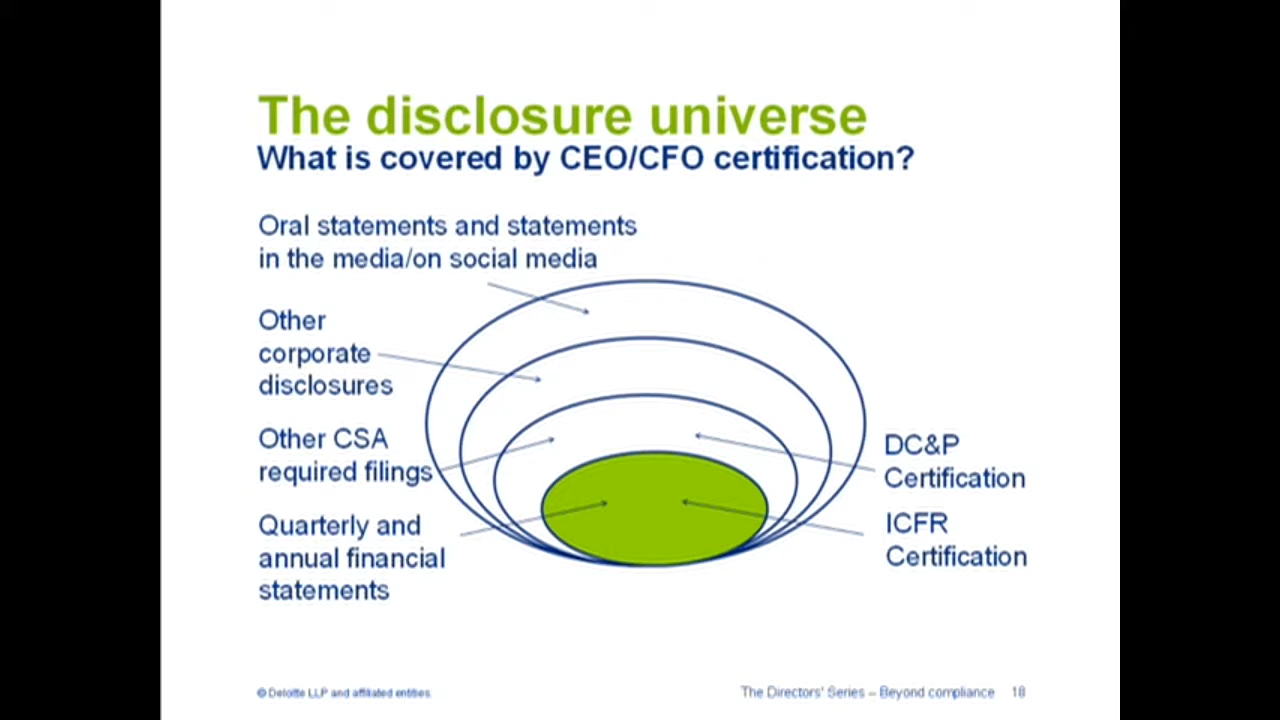 The disclosure universe
What is covered by CEO/CFO certification?
Oral statements and statements
in the media/on social media
Other
corporate
disclosures
Other CSA
required filings
Quarterly and
annual financial
statements
DC&P
Certification
ICFR
Certification
© Deloitte LLP and affiliated entities.
The Directors' Series – Beyond compliance 18